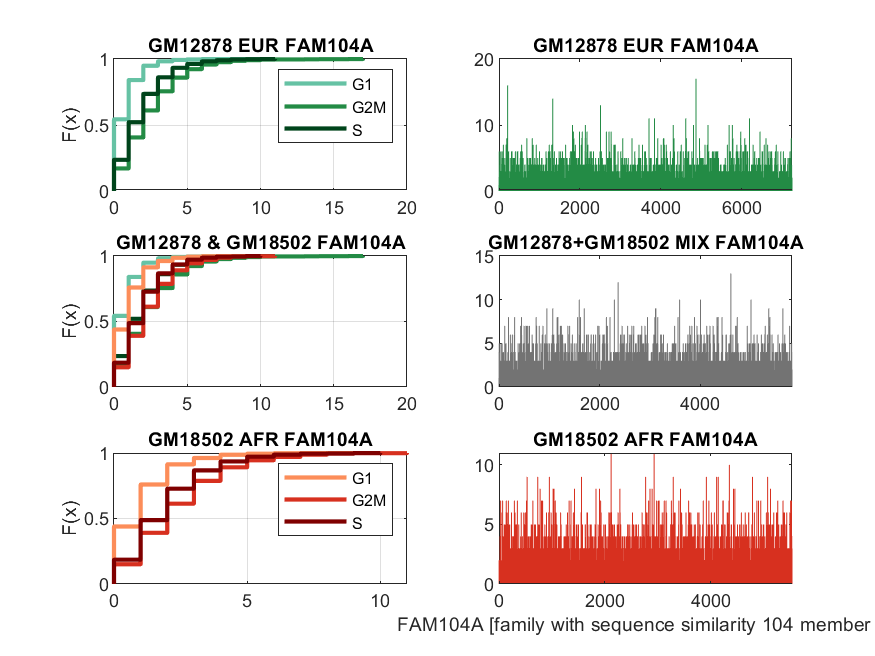 GM12878 EUR FAM104A
F(x)
1
0.5
0
0 5 10 15 20
G1
G2M
S
GM12878 EUR FAM104A
20
10
0
0 2000 4000 6000
GM12878 & GM18502 FAM104A
F(x)
1
0.5
0
0 5 10 15 20
GM12878+GM18502 MIX FAM104A
15
10
5
0
0 2000 4000
GM18502 AFR FAM104A
F(x)
1
0.5
0
0 5 10
G1
G2M
S
GM18502 AFR FAM104A
10
5
0
0 2000 4000
FAM104A [family with sequence similarity 104 member